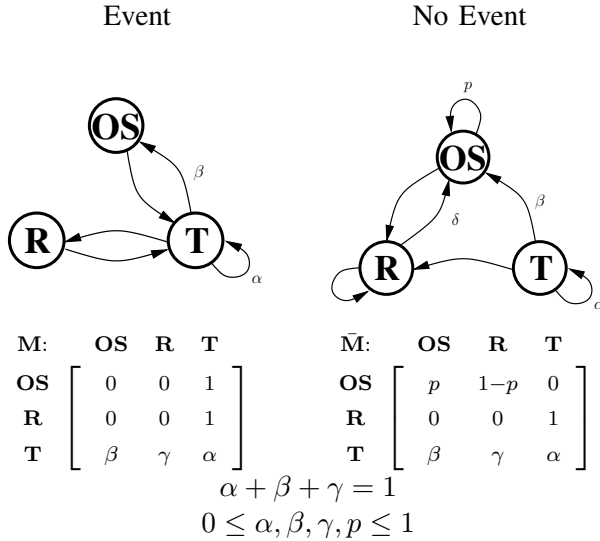 Event No Event
p
OS
OS
β
β
δ
R T
R T
α
α
M: OS R T
M̄: OS R T
OS 0 0 1
OS p 1−p 0
R 0 0 1
R 0 0 1
T β γ α
T β γ α
α + β + γ = 1
0 ≤ α, β, γ, p ≤ 1